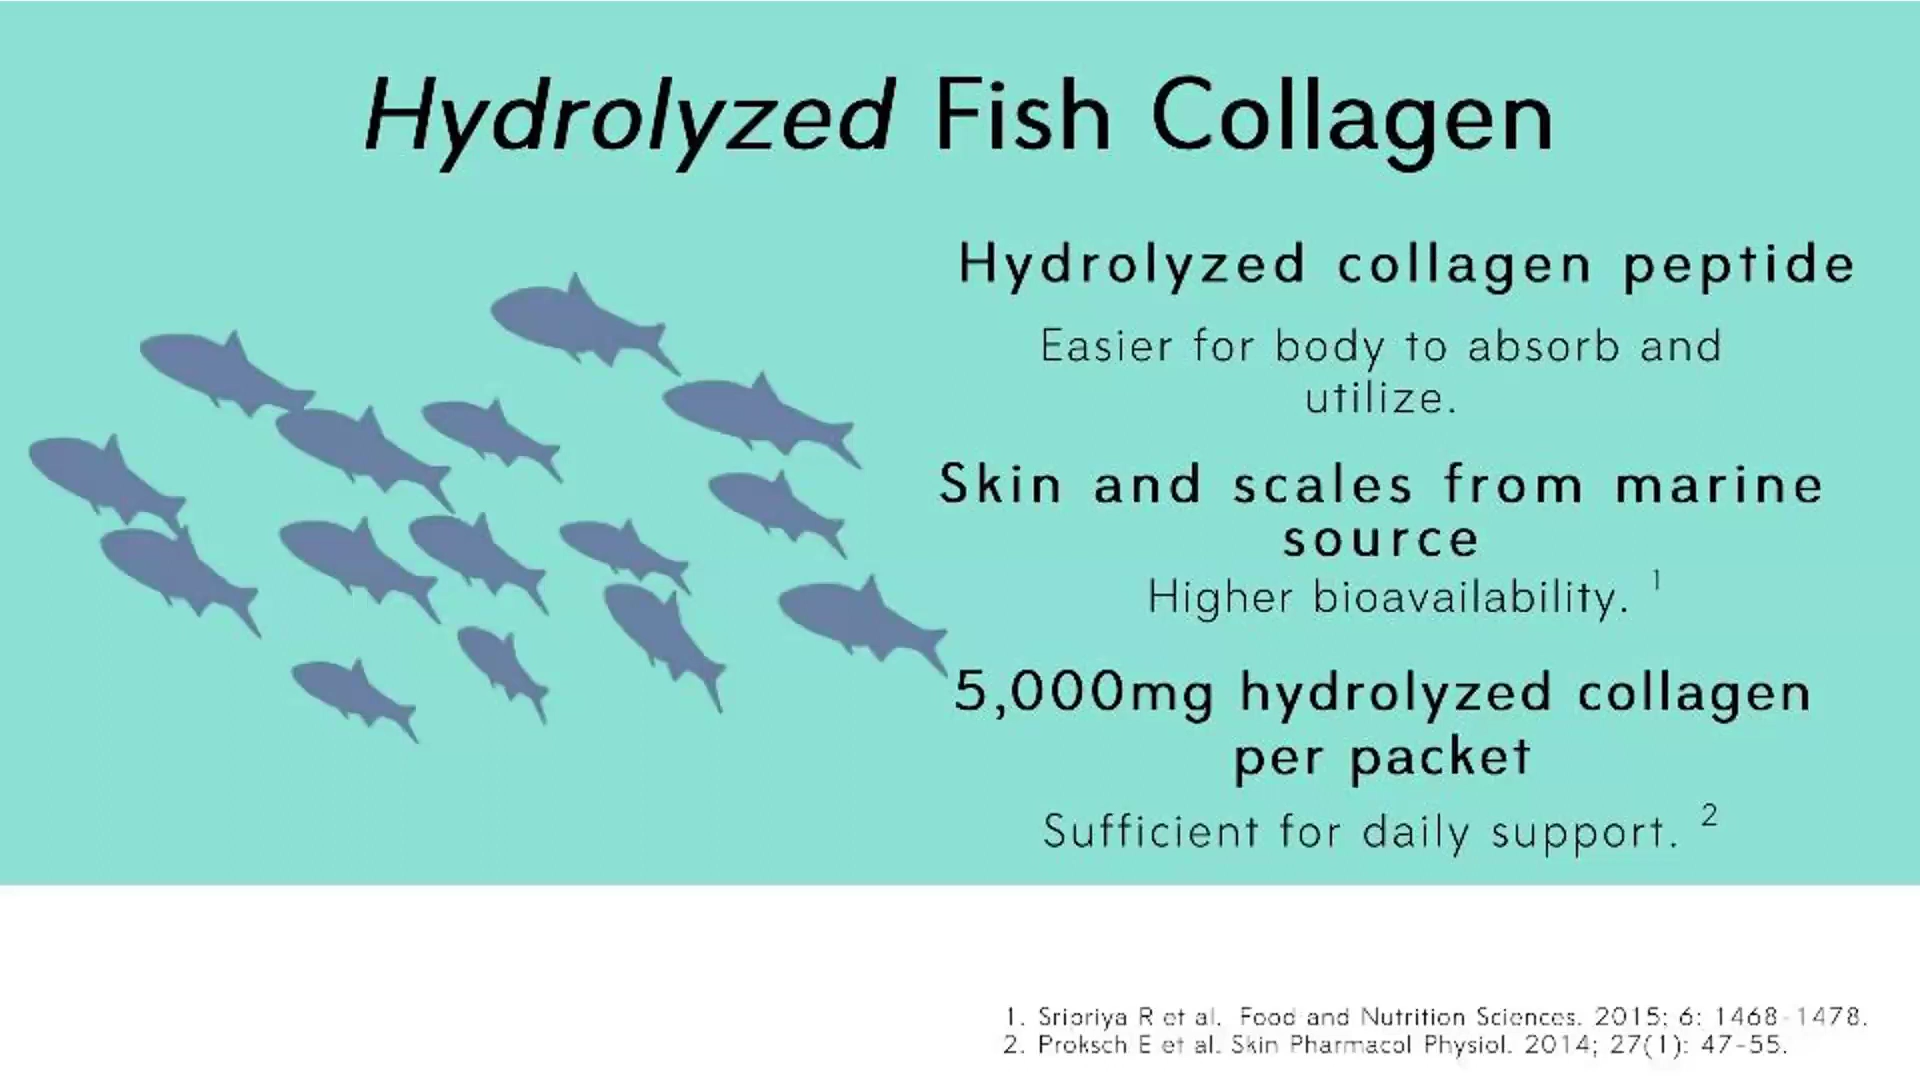 Hydrolyzed Fish Collagen
Hydrolyzed collagen peptide
Easier for body to absorb and
utilize.
Skin and scales from marine
source
Higher bioavailability. 1
5,000mg hydrolyzed collagen
per packet
Sufficient for daily support. 2
1. Sripriya R et al. Food and Nutrition Sciences. 2015; 6: 1468-1478.
2. Proksch E et al. Skin Pharmacol Physiol. 2014; 27(1): 47-55.